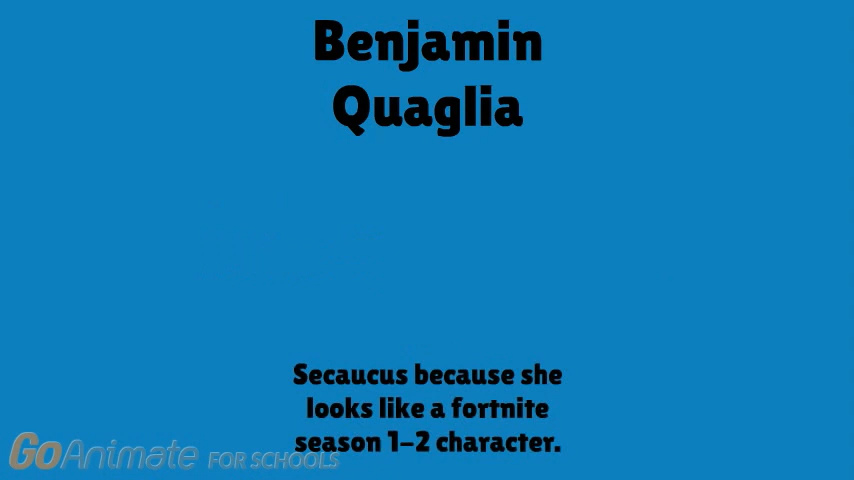 Benjamin
Quaglia
Secaucus because she
looks like a fortnite
season 1-2 character.
GoAnimate FOR SCHOOLS